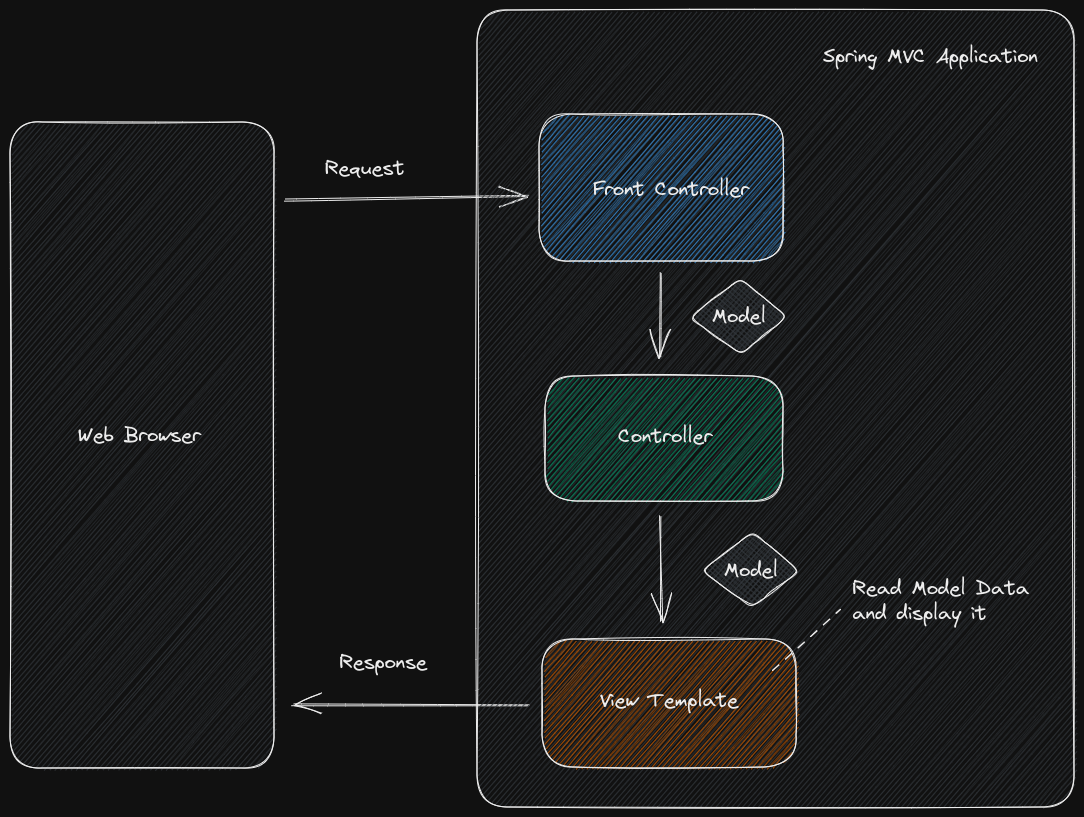 Spring MVC Application
Request
Front Controller
Model
Web Browser
Controller
Model
Read Model Data
and display it
Response
View Template